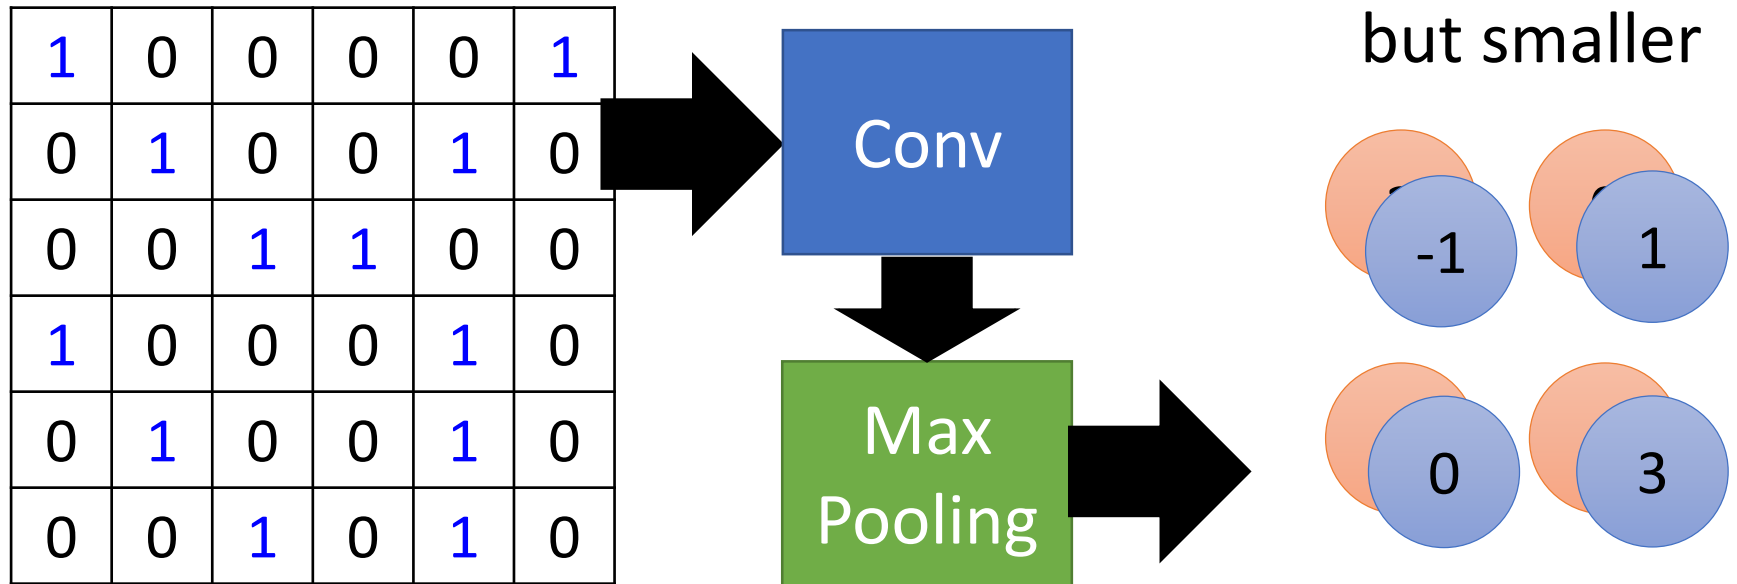 1 0 0 0 0 1
0 1 0 0 1 0
0 0 1 1 0 0
1 0 0 0 1 0
0 1 0 0 1 0
0 0 1 0 1 0
Conv
Max
Pooling
but smaller
-1 1
0 3